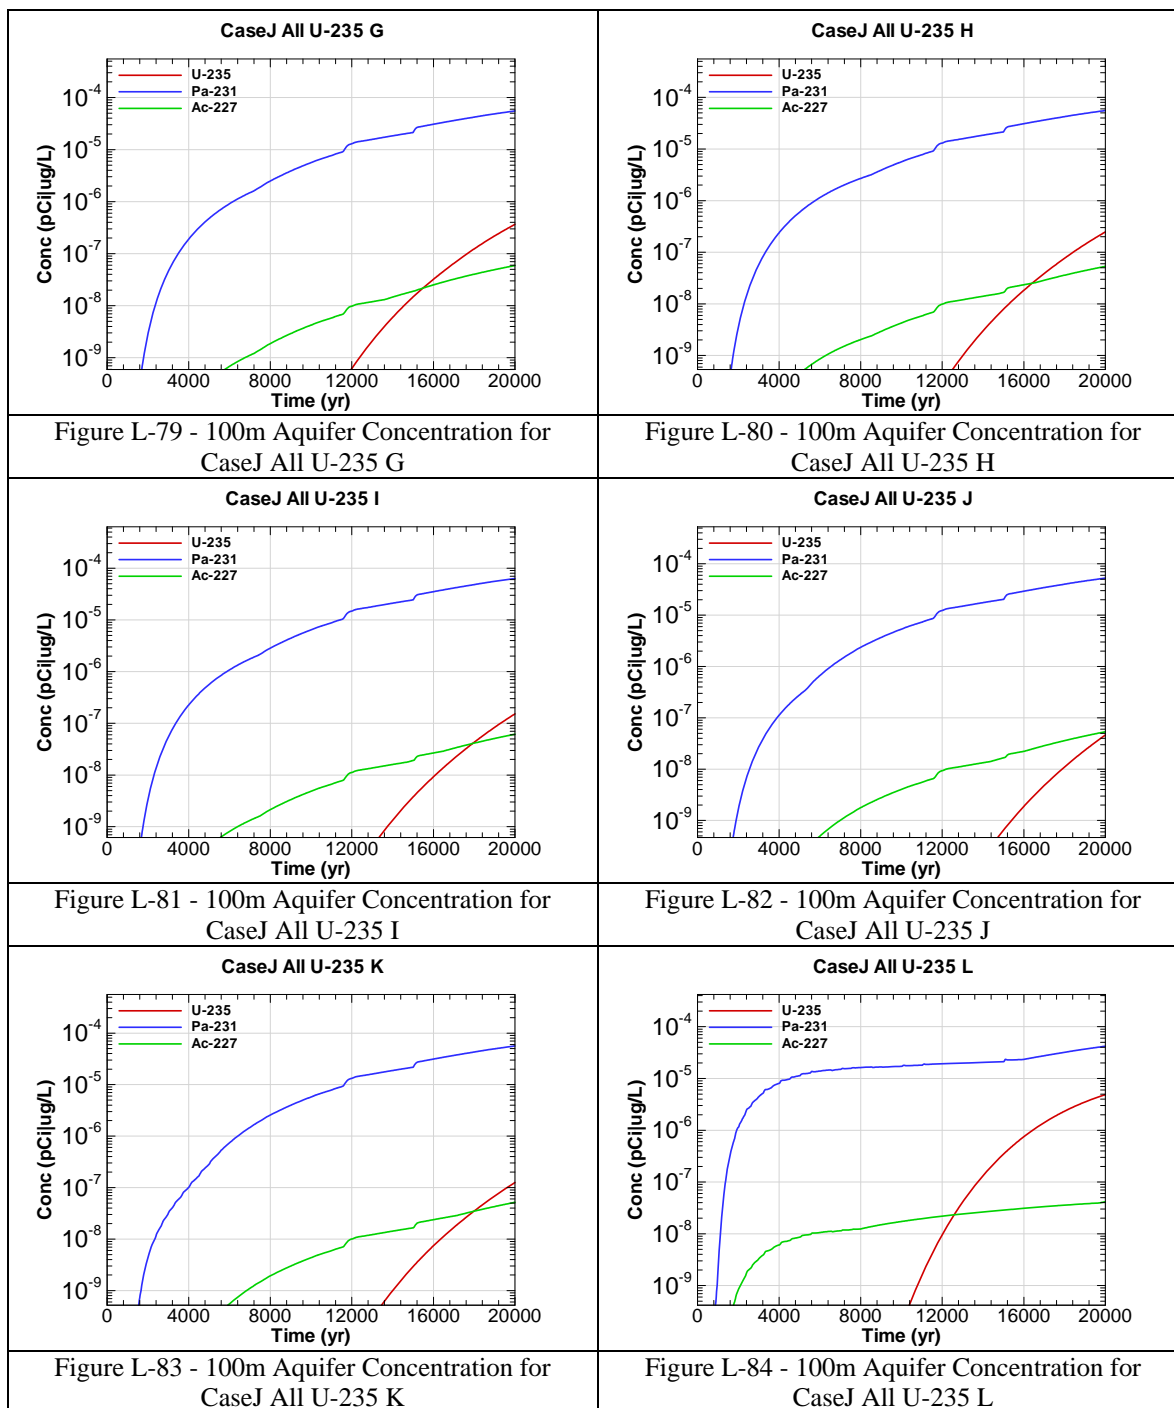 CaseJ All U-235 G
U-235
Pa-231
Ac-227
10-4
10-5
10-6
10-7
10-8
10-9
Conc (pCi|ug/L)
0 4000 8000 12000 16000 20000
Time (yr)
Figure L-79 - 100m Aquifer Concentration for
CaseJ All U-235 G
CaseJ All U-235 H
U-235
Pa-231
Ac-227
10-4
10-5
10-6
10-7
10-8
10-9
Conc (pCi|ug/L)
0 4000 8000 12000 16000 20000
Time (yr)
Figure L-80 - 100m Aquifer Concentration for
CaseJ All U-235 H
CaseJ All U-235 I
U-235
Pa-231
Ac-227
10-4
10-5
10-6
10-7
10-8
10-9
Conc (pCi|ug/L)
0 4000 8000 12000 16000 20000
Time (yr)
Figure L-81 - 100m Aquifer Concentration for
CaseJ All U-235 I
CaseJ All U-235 J
U-235
Pa-231
Ac-227
10-4
10-5
10-6
10-7
10-8
10-9
Conc (pCi|ug/L)
0 4000 8000 12000 16000 20000
Time (yr)
Figure L-82 - 100m Aquifer Concentration for
CaseJ All U-235 J
CaseJ All U-235 K
U-235
Pa-231
Ac-227
10-4
10-5
10-6
10-7
10-8
10-9
Conc (pCi|ug/L)
0 4000 8000 12000 16000 20000
Time (yr)
Figure L-83 - 100m Aquifer Concentration for
CaseJ All U-235 K
CaseJ All U-235 L
U-235
Pa-231
Ac-227
10-4
10-5
10-6
10-7
10-8
10-9
Conc (pCi|ug/L)
0 4000 8000 12000 16000 20000
Time (yr)
Figure L-84 - 100m Aquifer Concentration for
CaseJ All U-235 L